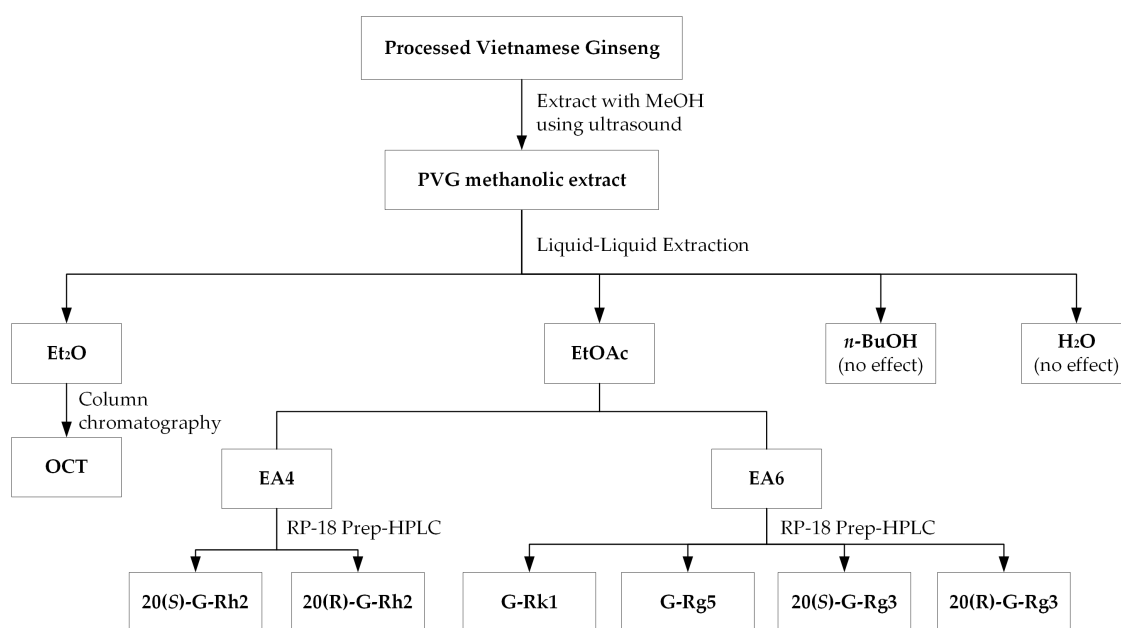 Processed Vietnamese Ginseng
Extract with MeOH
using ultrasound
PVG methanolic extract
Liquid-Liquid Extraction
Et₂O
EtOAc
n-BuOH
(no effect)
H₂O
(no effect)
Column
chromatography
OCT
EA4
EA6
RP-18 Prep-HPLC
RP-18 Prep-HPLC
20(S)-G-Rh2
20(R)-G-Rh2
G-Rk1
G-Rg5
20(S)-G-Rg3
20(R)-G-Rg3